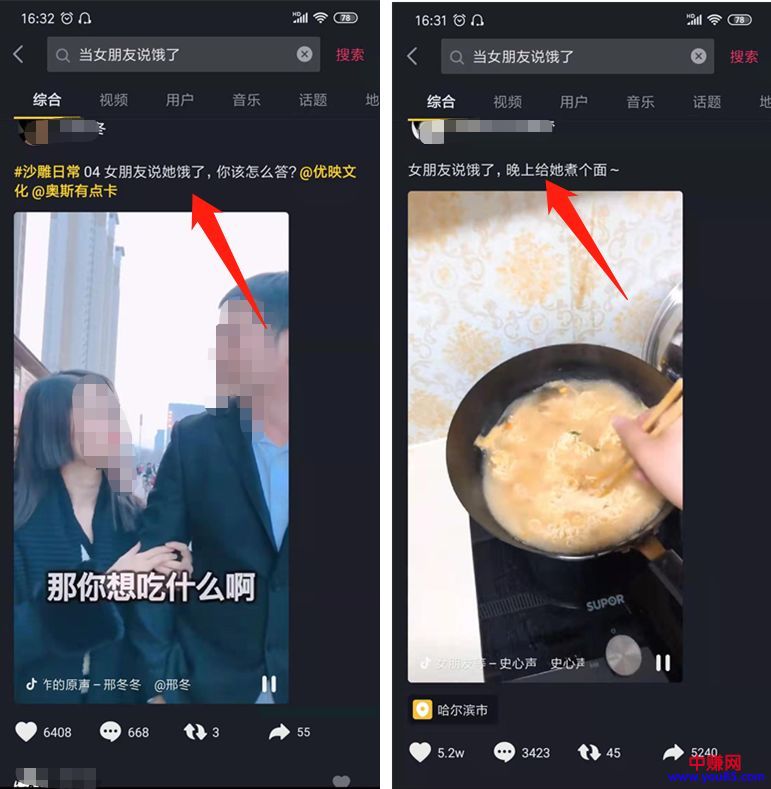 16:32
HD
78
当女朋友说饿了
搜索
综合 视频 用户 音乐 话题 地
冬
#沙雕日常 04 女朋友说她饿了，你该怎么答? @优映文
化 @奥斯有点卡
那你想吃什么啊
乍的原声 – 邢冬冬 @邢冬
6408 668 3 55
16:31
HD
78
当女朋友说饿了
搜索
综合 视频 用户 音乐 话题 地
女朋友说饿了，晚上给她煮个面～
SUPOR
史心声 史心声
哈尔滨市
5.2w 3423 45 5240
中赚网